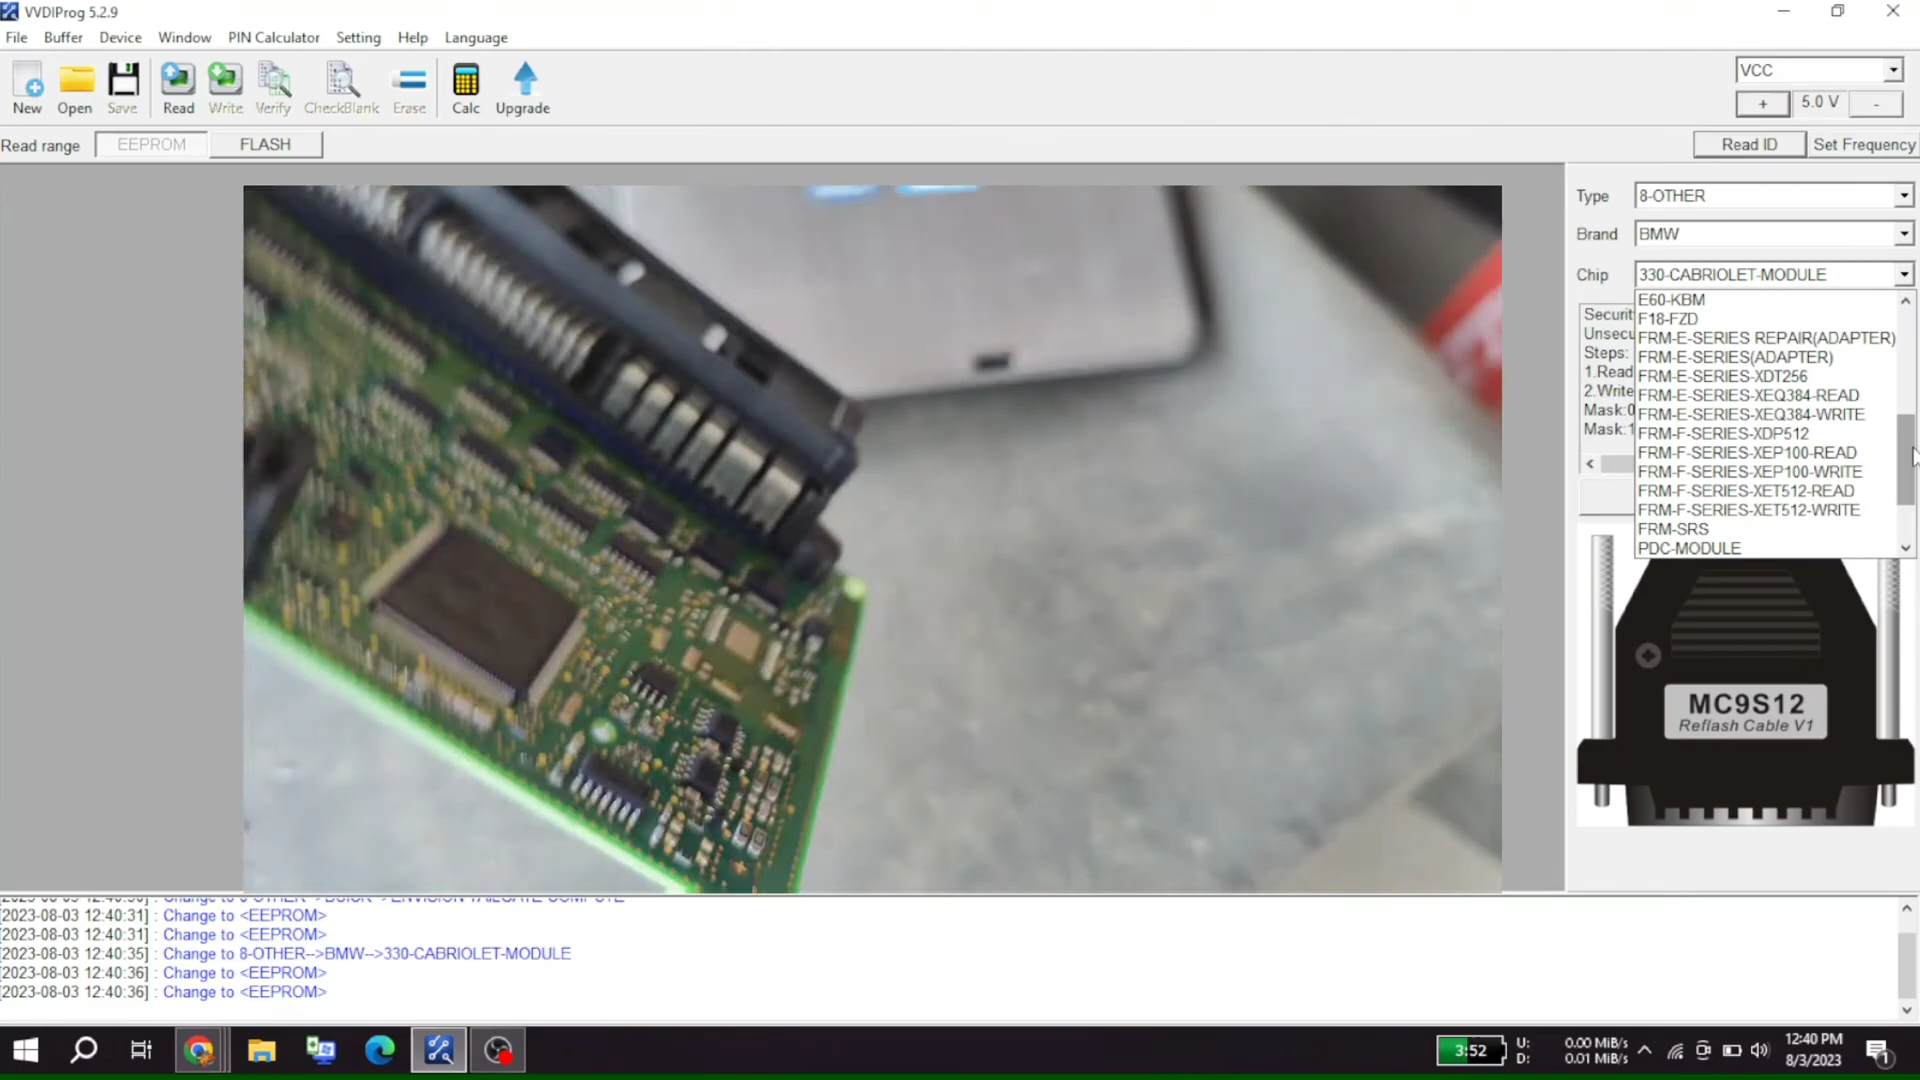 VVDIProg 5.2.9
File Buffer Device Window PIN Calculator Setting Help Language
New Open Save Read Write Verify CheckBlank Erase Calc Upgrade
VCC
+ 5.0 V -
Read range EEPROM FLASH
Read ID Set Frequency
Type 8-OTHER
Brand BMW
Chip 330-CABRIOLET-MODULE
E60-KBM
F18-FZD
FRM-E-SERIES REPAIR(ADAPTER)
FRM-E-SERIES(ADAPTER)
FRM-E-SERIES-XDT256
FRM-E-SERIES-XEQ384-READ
FRM-E-SERIES-XEQ384-WRITE
FRM-F-SERIES-XDP512
FRM-F-SERIES-XEP100-READ
FRM-F-SERIES-XEP100-WRITE
FRM-F-SERIES-XET512-READ
FRM-F-SERIES-XET512-WRITE
FRM-SRS
PDC-MODULE
Steps:
1.Read
2.Write
MC9S12
Reflash Cable V1
[2023-08-03 12:40:31] : Change to <EEPROM>
[2023-08-03 12:40:31] : Change to <EEPROM>
[2023-08-03 12:40:35] : Change to 8-OTHER-->BMW-->330-CABRIOLET-MODULE
[2023-08-03 12:40:36] : Change to <EEPROM>
[2023-08-03 12:40:36] : Change to <EEPROM>
3:52
U: 0.00 MiB/s
D: 0.01 MiB/s
12:40 PM
8/3/2023
1